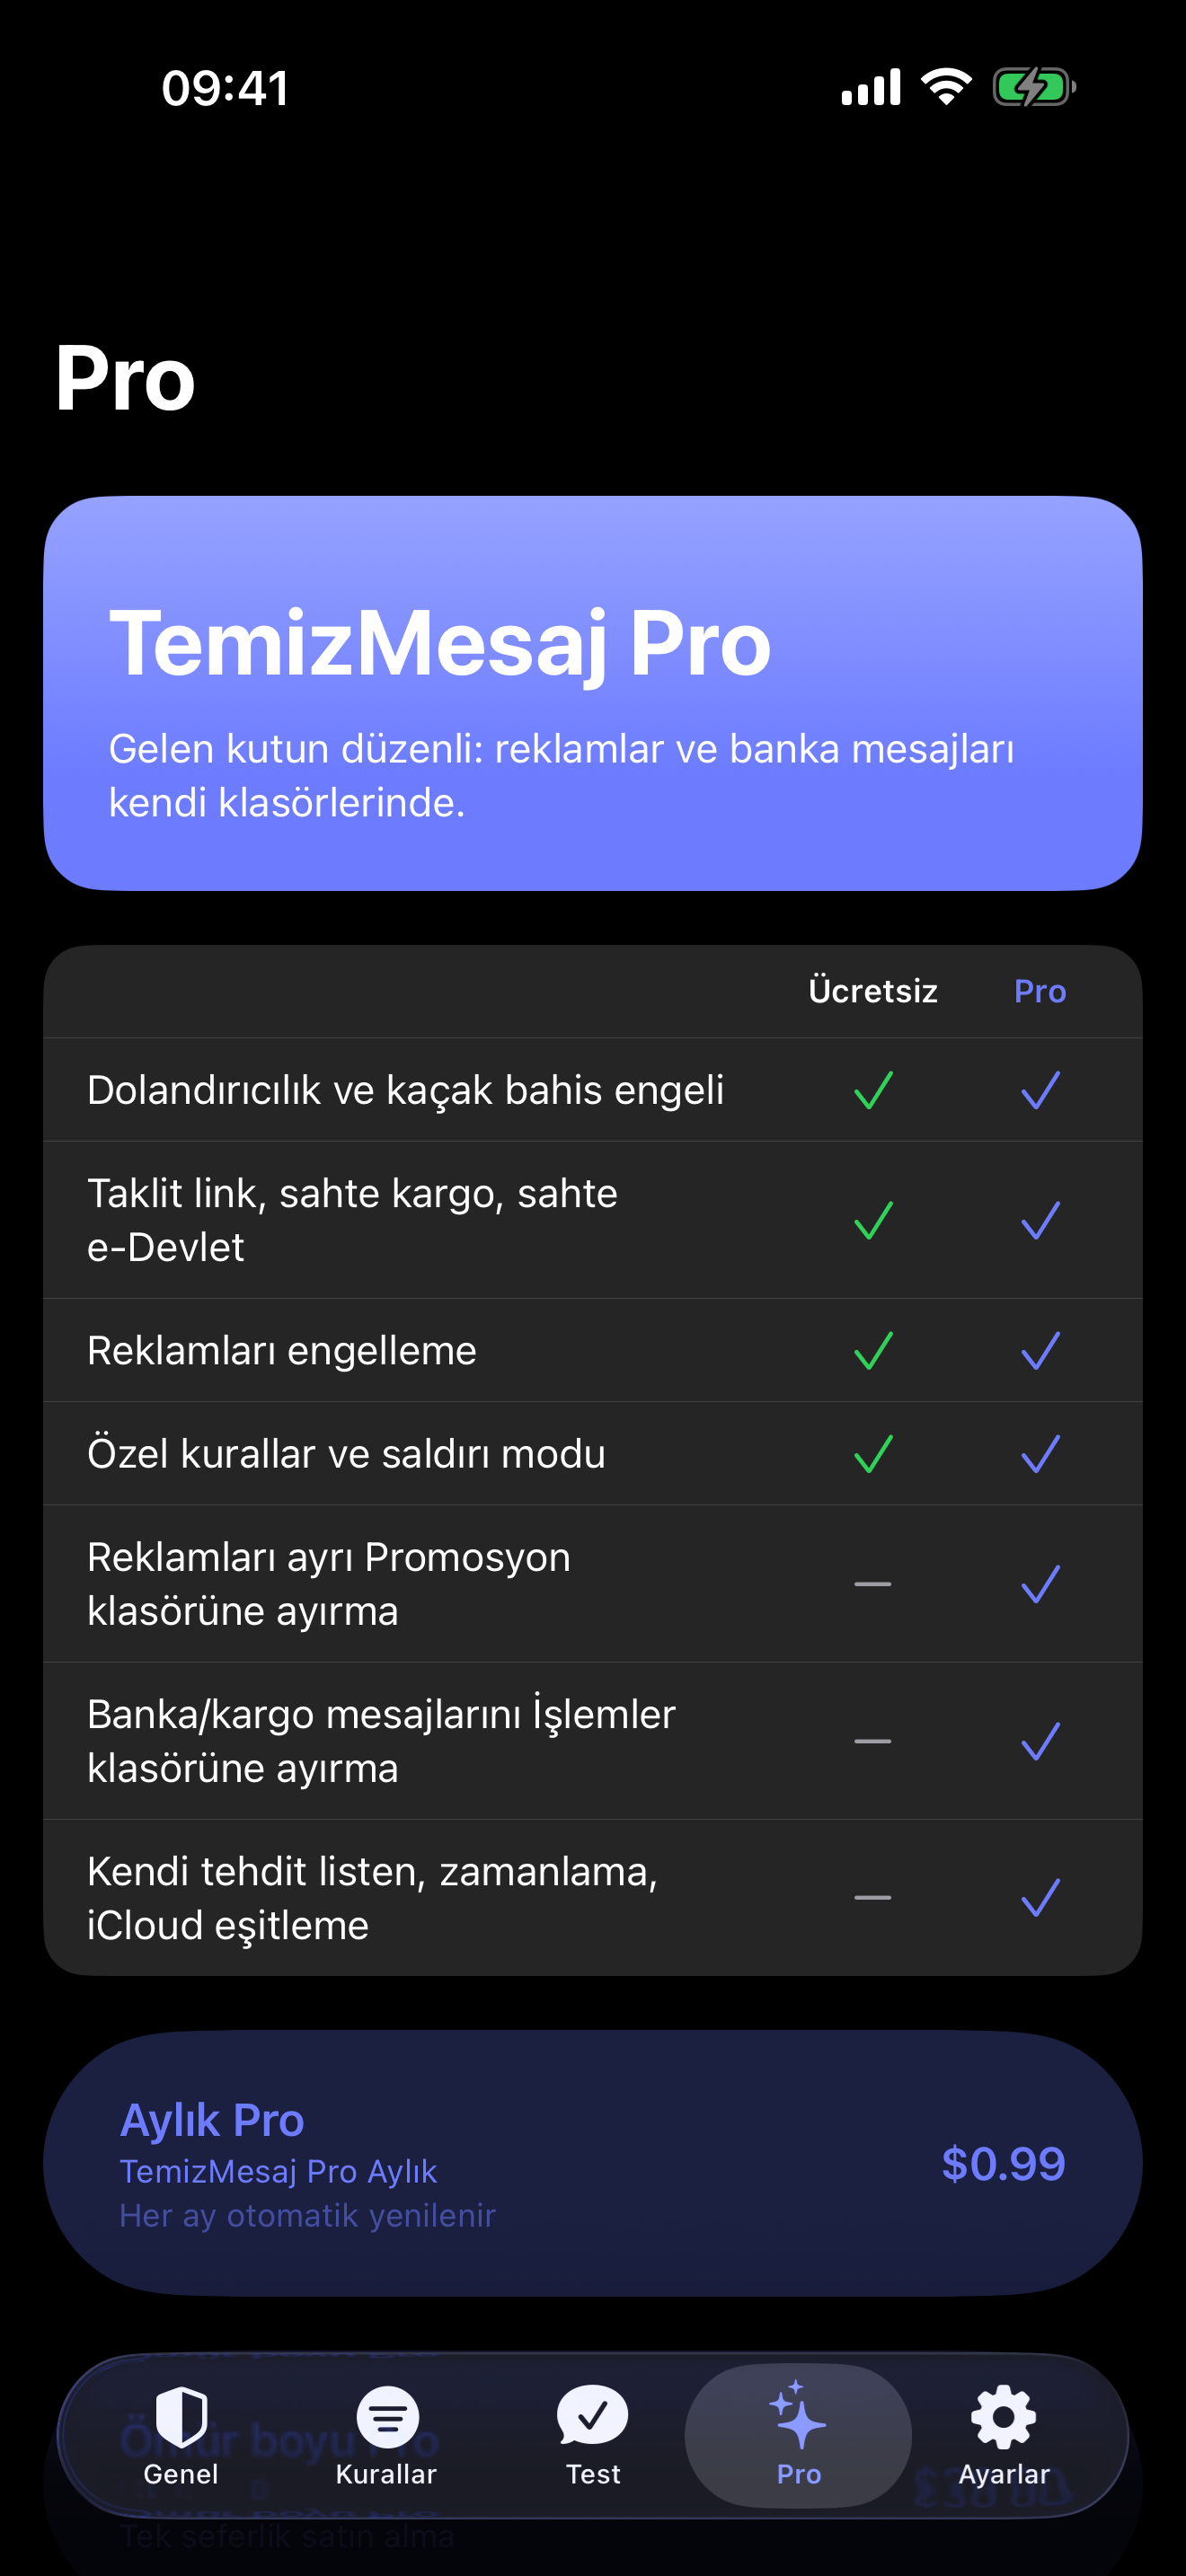 09:41
Pro
TemizMesaj Pro
Gelen kutun düzenli: reklamlar ve banka mesajları
kendi klasörlerinde.
Ücretsiz Pro
Dolandırıcılık ve kaçak bahis engeli
Taklit link, sahte kargo, sahte
e-Devlet
Reklamları engelleme
Özel kurallar ve saldırı modu
Reklamları ayrı Promosyon
klasörüne ayırma
Banka/kargo mesajlarını İşlemler
klasörüne ayırma
Kendi tehdit listen, zamanlama,
iCloud eşitleme
Aylık Pro
TemizMesaj Pro Aylık
$0.99
Her ay otomatik yenilenir
Ömür boyu Pro
Genel Kurallar Test Pro Ayarlar
Tek seferlik satın alma